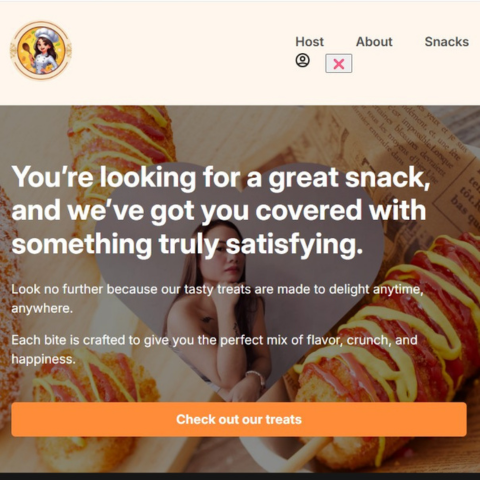 Host About Snacks
You’re looking for a great snack,
and we’ve got you covered with
something truly satisfying.
Look no further because our tasty treats are made to delight anytime,
anywhere.
Each bite is crafted to give you the perfect mix of flavor, crunch, and
happiness.
Check out our treats